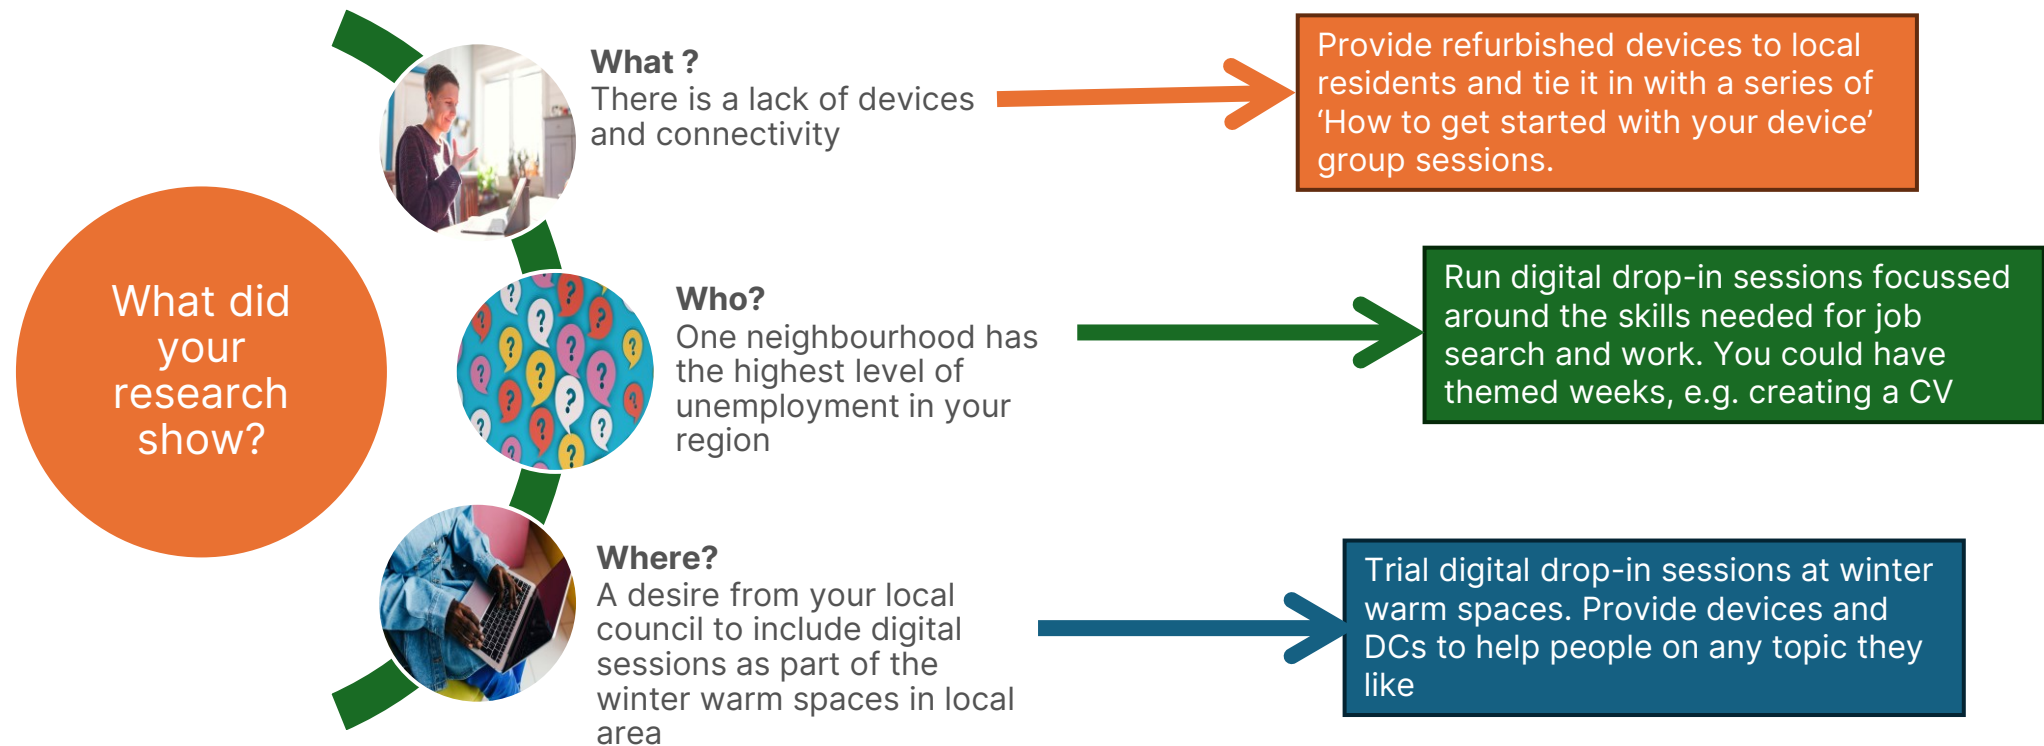 What did
your
research
show?
What ?
There is a lack of devices
and connectivity
Provide refurbished devices to local
residents and tie it in with a series of
‘How to get started with your device’
group sessions.
Who?
One neighbourhood has
the highest level of
unemployment in your
region
Run digital drop-in sessions focussed
around the skills needed for job
search and work. You could have
themed weeks, e.g. creating a CV
Where?
A desire from your local
council to include digital
sessions as part of the
winter warm spaces in local
area
Trial digital drop-in sessions at winter
warm spaces. Provide devices and
DCs to help people on any topic they
like